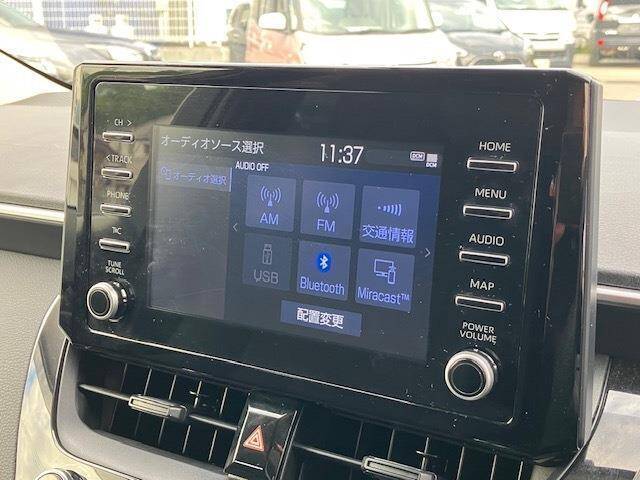 CH >
< TRACK
PHONE
TUNE
SCROLL
オーディオソース選択
11:37
DCM
AUDIO OFF
オーディオ選択
AM
FM
交通情報
USB
Bluetooth
Miracast™
配置変更
HOME
MENU
AUDIO
MAP
POWER
VOLUME